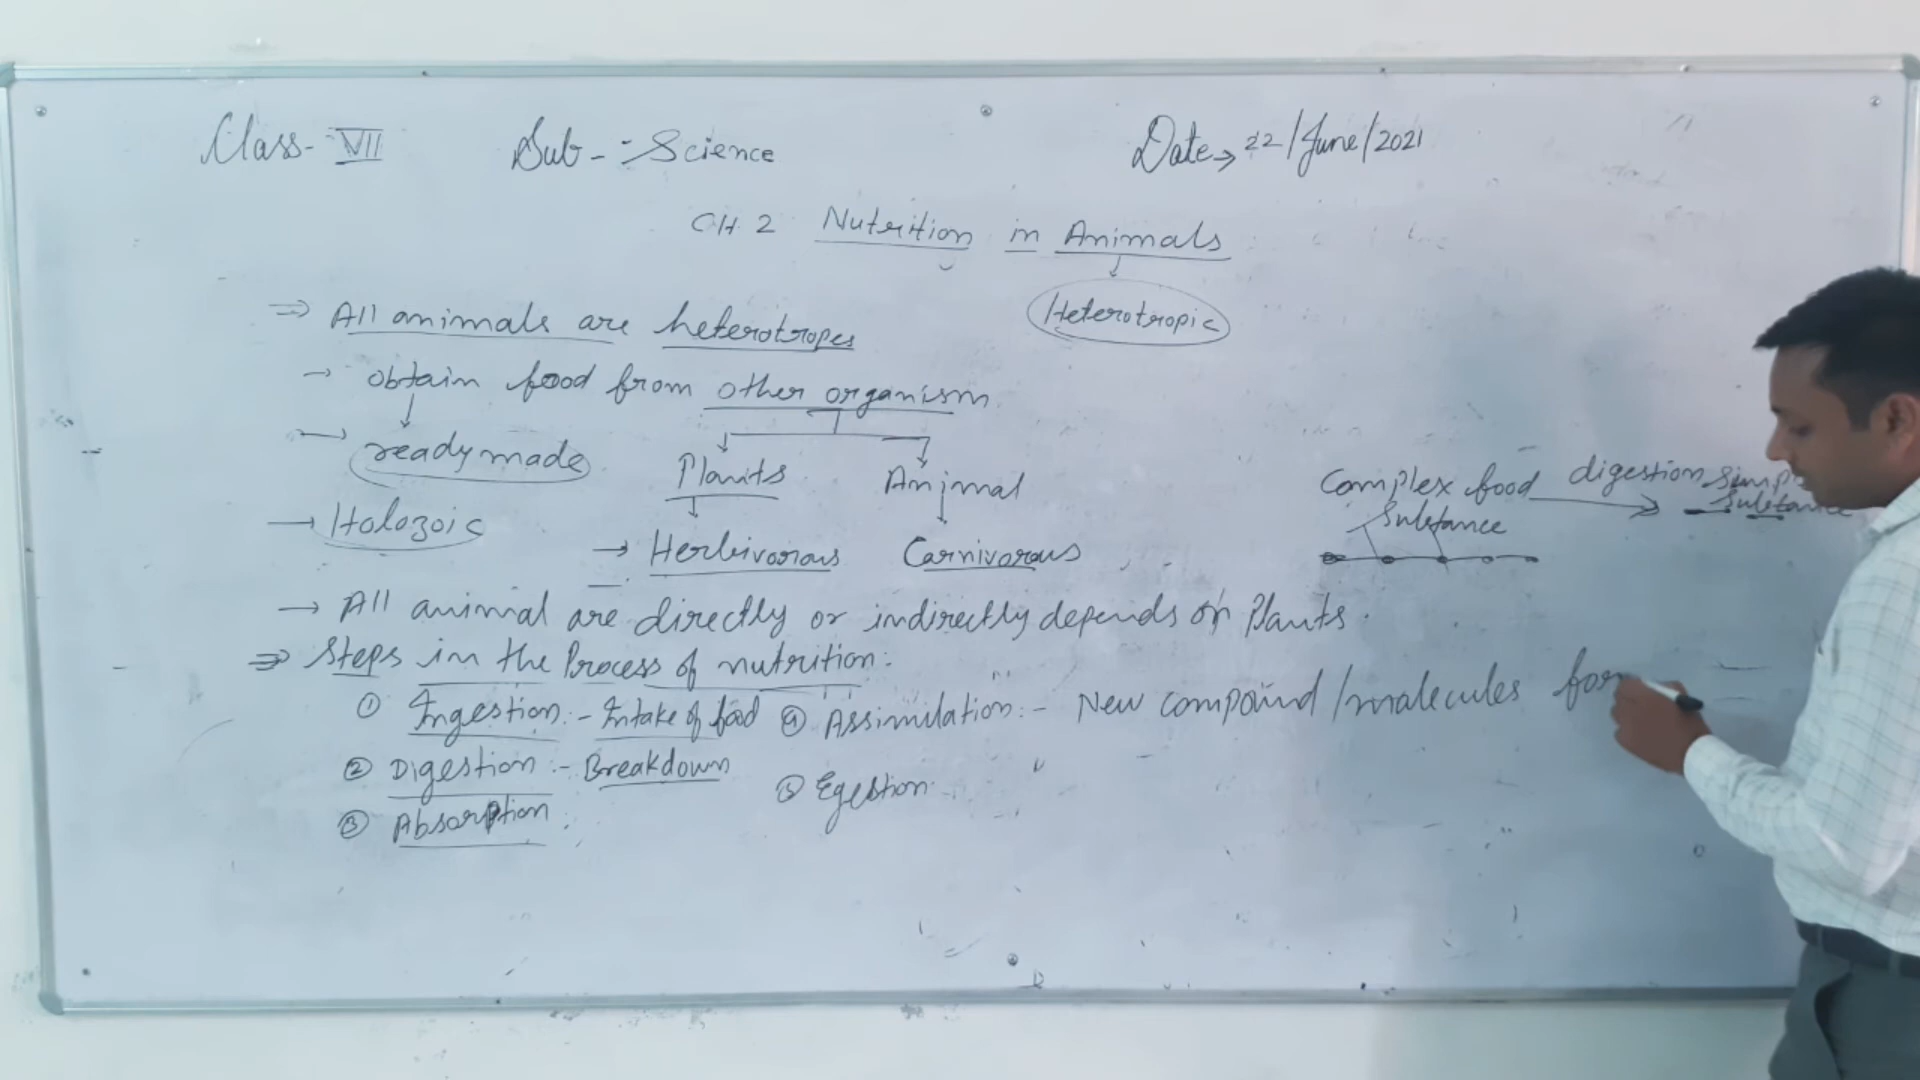 Class- VII Sub-:- Science Date→ 22/June/2021
CH. 2 Nutrition in Animals
Heterotropic
⇒ All animals are heterotropes
→ obtain food from other organism
→ readymade
Plants Animal
→ Holozoic
→ Herbivorous Carnivorous
Complex food digestion
Substance Substance
→ All animal are directly or indirectly depends on Plants.
⇒ Steps in the Process of nutrition:
① Ingestion:- Intake of food ④ Assimilation:- New compound/molecules for
② Digestion:- Breakdown
⑤ Egestion
③ Absorption: